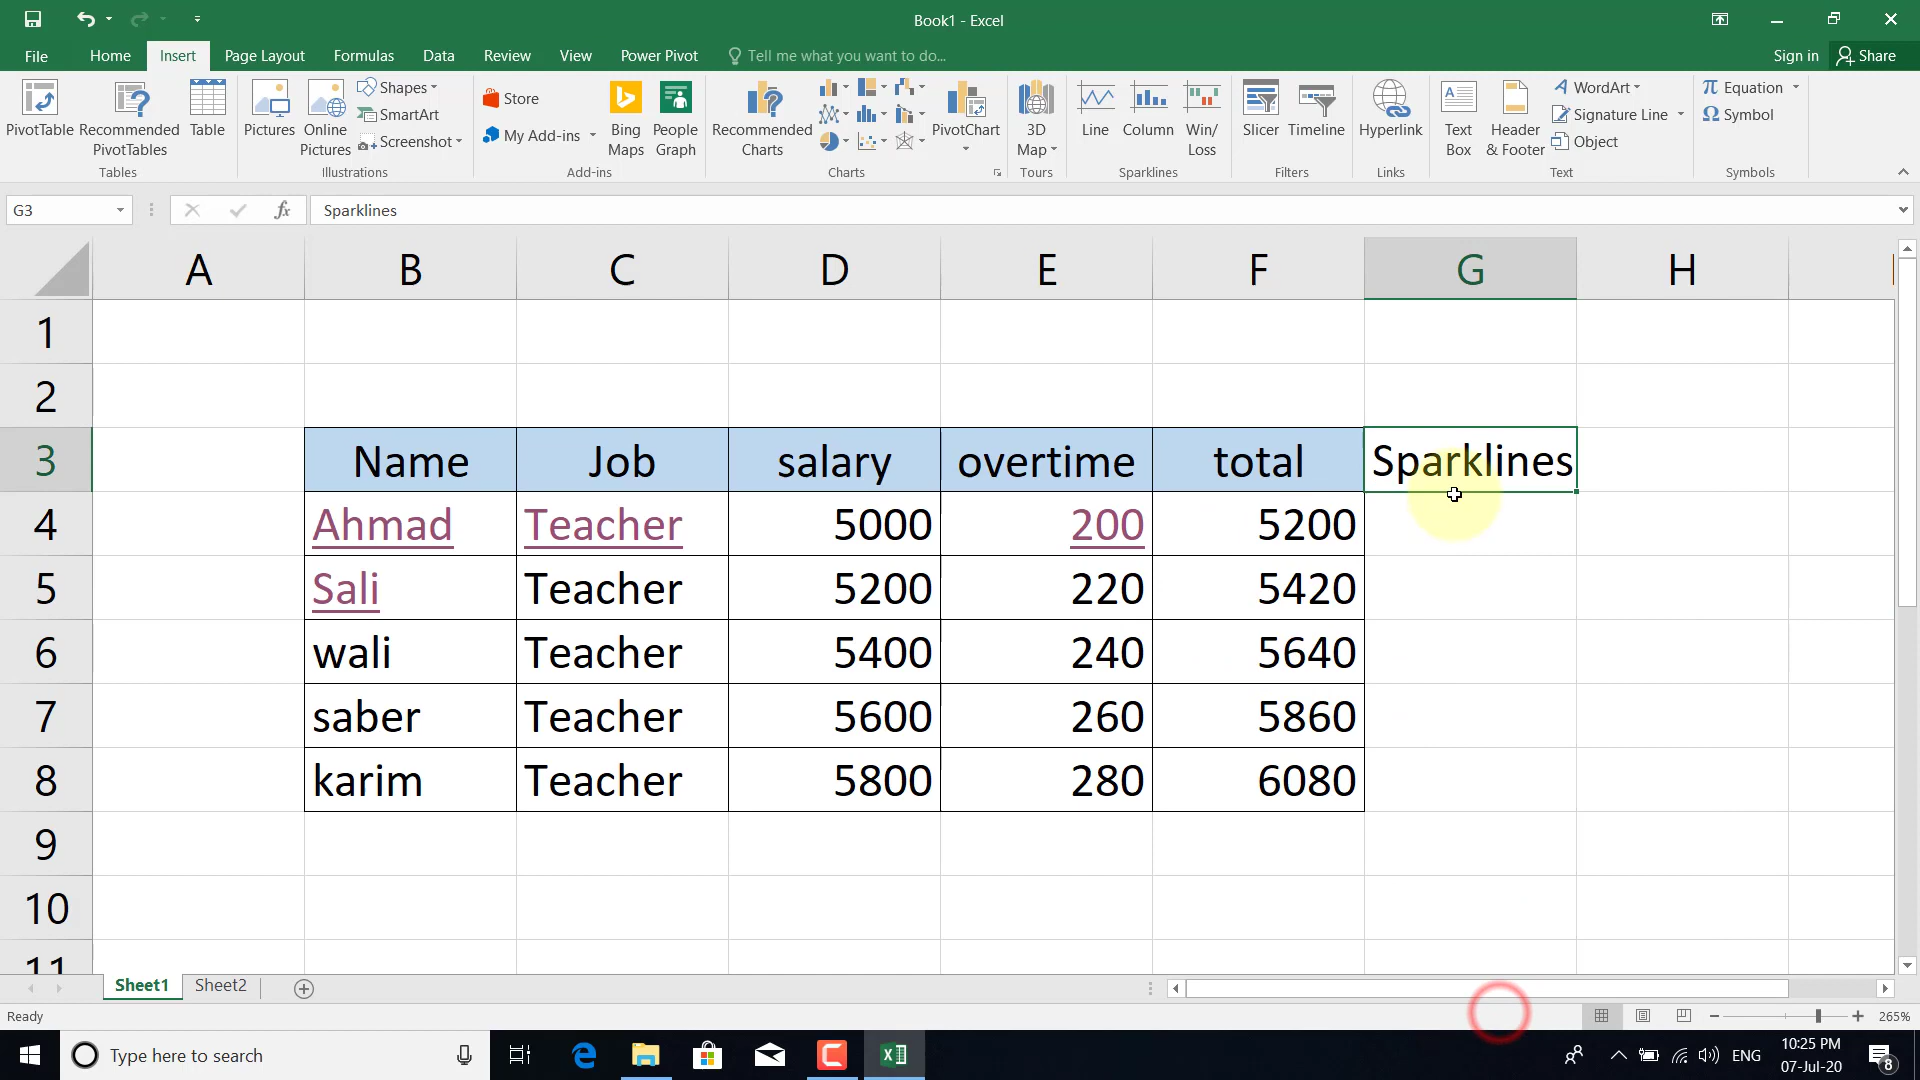 Book1 - Excel
File Home Insert Page Layout Formulas Data Review View Power Pivot Tell me what you want to do... Sign in Share
PivotTable Recommended PivotTables Table
Tables
Pictures Online Pictures Shapes SmartArt Screenshot
Illustrations
Store My Add-ins Bing Maps People Graph
Add-ins
Recommended Charts PivotChart
Charts
3D Map
Tours
Line Column Win/ Loss
Sparklines
Slicer Timeline
Filters
Hyperlink
Links
Text Box Header & Footer WordArt Signature Line Object
Text
Equation Symbol
Symbols
G3 fx Sparklines
A B C D E F G H
1
2
3 Name Job salary overtime total Sparklines
4 Ahmad Teacher 5000 200 5200
5 Sali Teacher 5200 220 5420
6 wali Teacher 5400 240 5640
7 saber Teacher 5600 260 5860
8 karim Teacher 5800 280 6080
9
10
11
Sheet1 Sheet2
Ready 265%
Type here to search ENG 10:25 PM
07-Jul-20 8